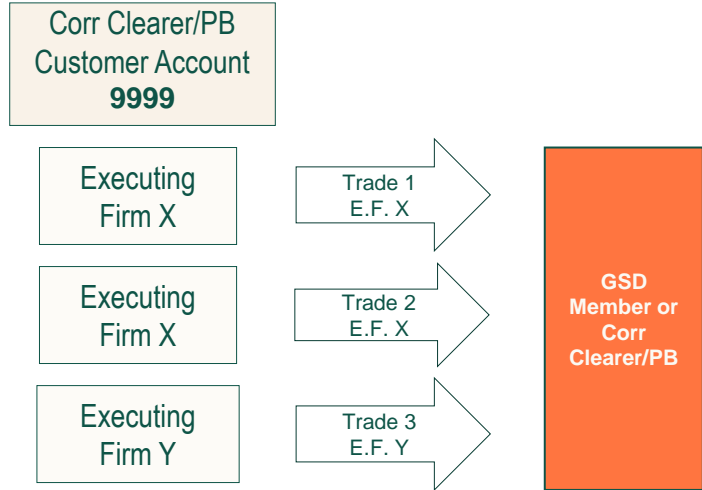 Corr Clearer/PB
Customer Account
9999
Executing
Firm X
Trade 1
E.F. X
Executing
Firm X
Trade 2
E.F. X
Executing
Firm Y
Trade 3
E.F. Y
GSD
Member or
Corr
Clearer/PB